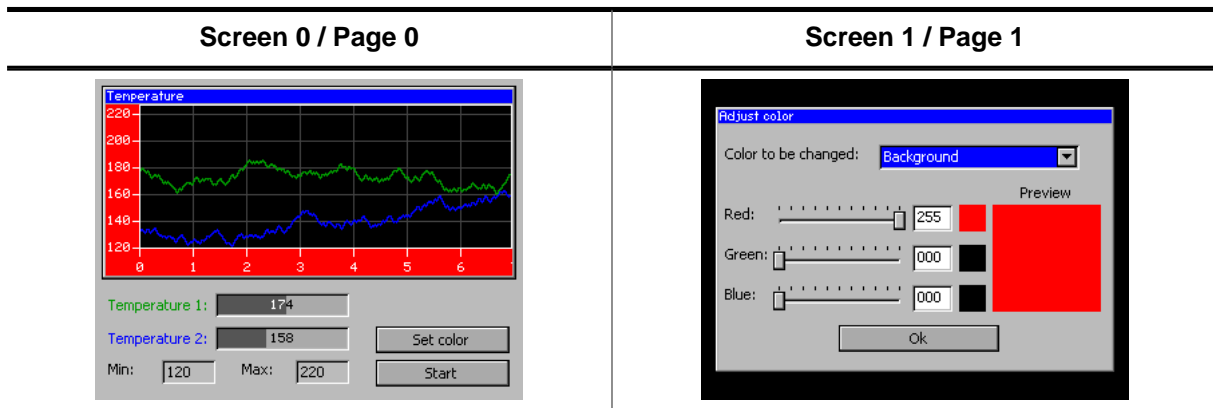 Screen 0 / Page 0
Temperature
220
200
180
160
140
120
0 1 2 3 4 5 6
Temperature 1: 174
Temperature 2: 158
Set color
Min: 120 Max: 220
Start
Screen 1 / Page 1
Adjust color
Color to be changed: Background
Preview
Red: 255
Green: 000
Blue: 000
Ok